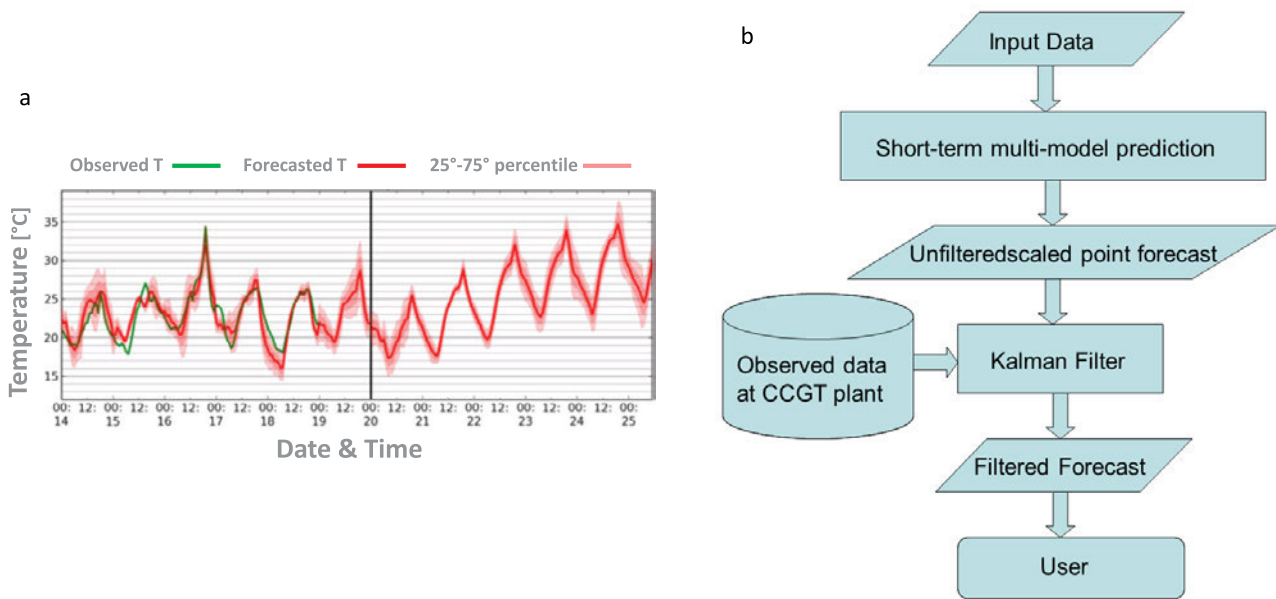 a
Observed T
Forecasted T
25°-75° percentile
Temperature [°C]
35
30
25
20
15
00: 12: 00: 12: 00: 12: 00: 12: 00: 12: 00: 12: 00: 12: 00: 12: 00: 12: 00: 12: 00: 12: 00:
14 15 16 17 18 19 20 21 22 23 24 25
Date & Time
b
Input Data
Short-term multi-model prediction
Unfilteredscaled point forecast
Observed data
at CCGT plant
Kalman Filter
Filtered Forecast
User